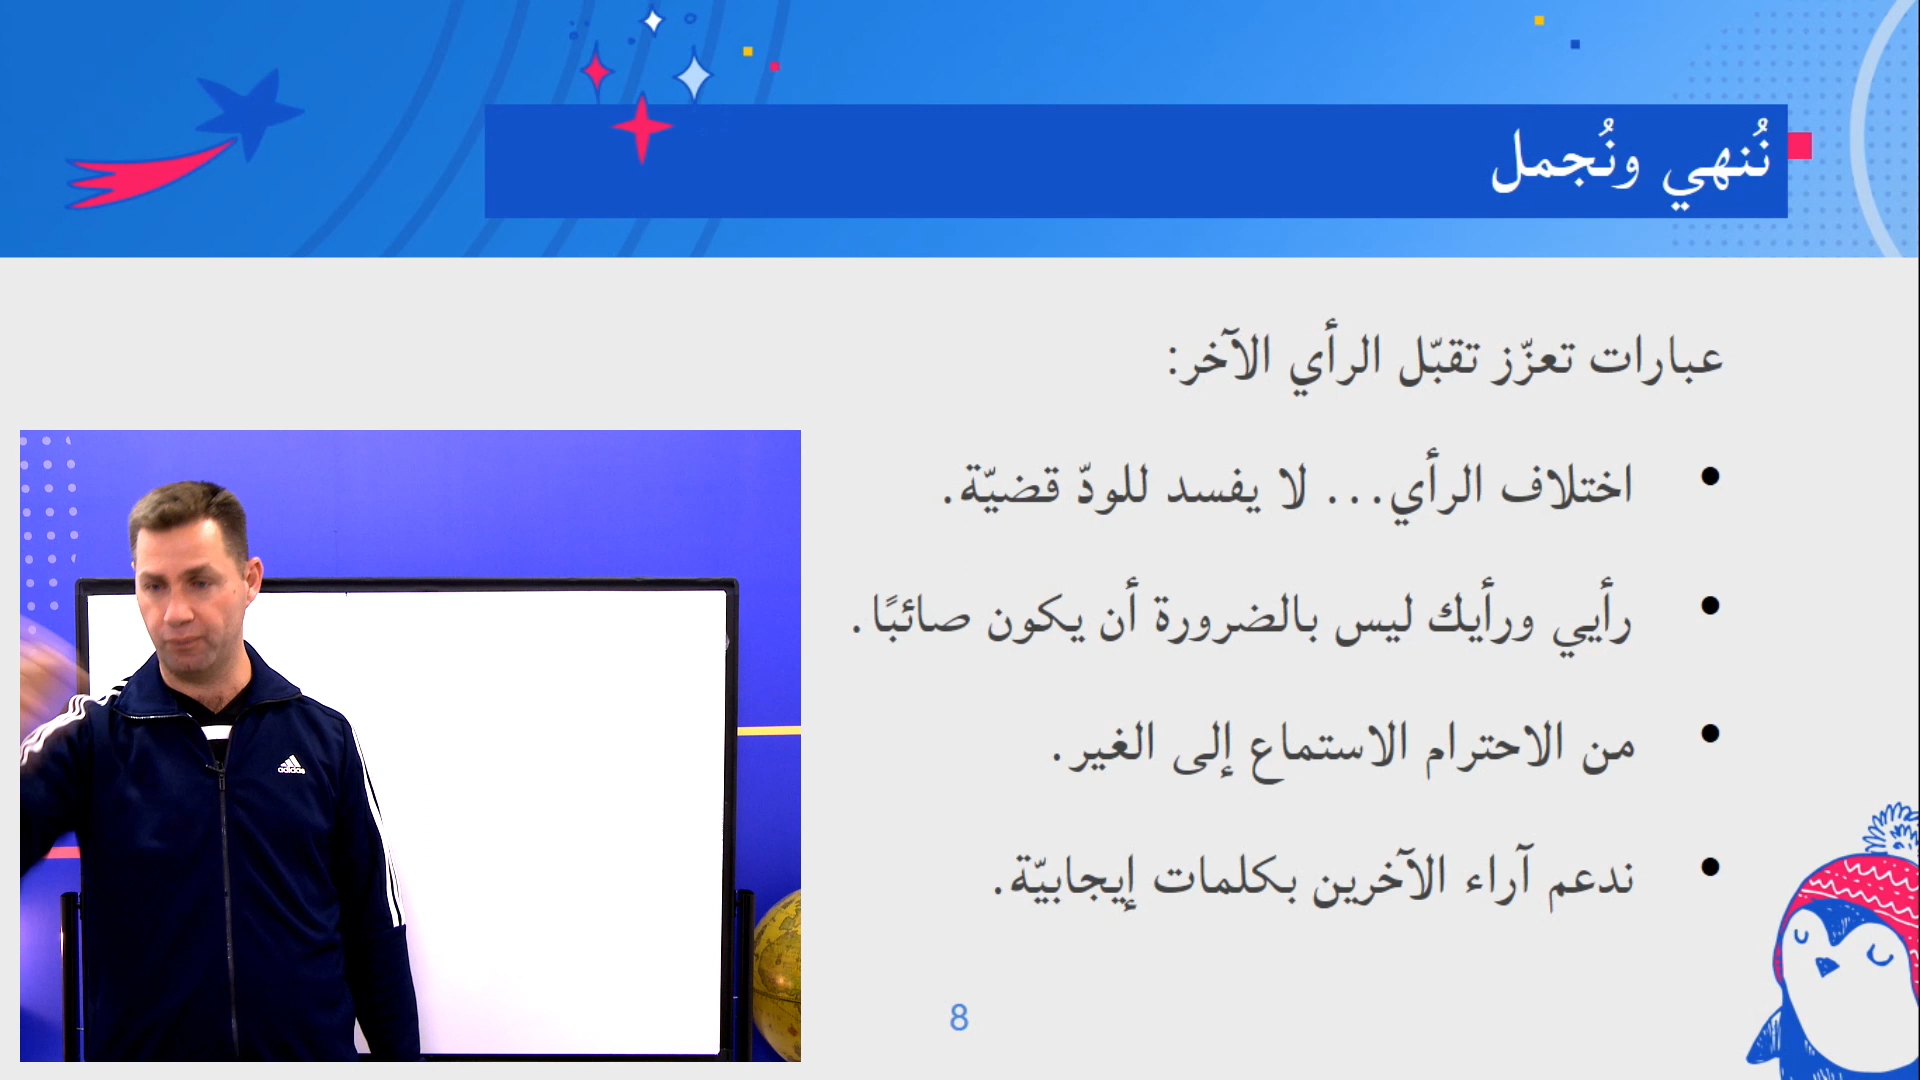 نُنهي ونُجمل
عبارات تعزّز تقبّل الرأي الآخر:
• اختلاف الرأي... لا يفسد للودّ قضيّة.
• رأيي ورأيك ليس بالضرورة أن يكون صائبًا.
• من الاحترام الاستماع إلى الغير.
• ندعم آراء الآخرين بكلمات إيجابيّة.
adidas
8